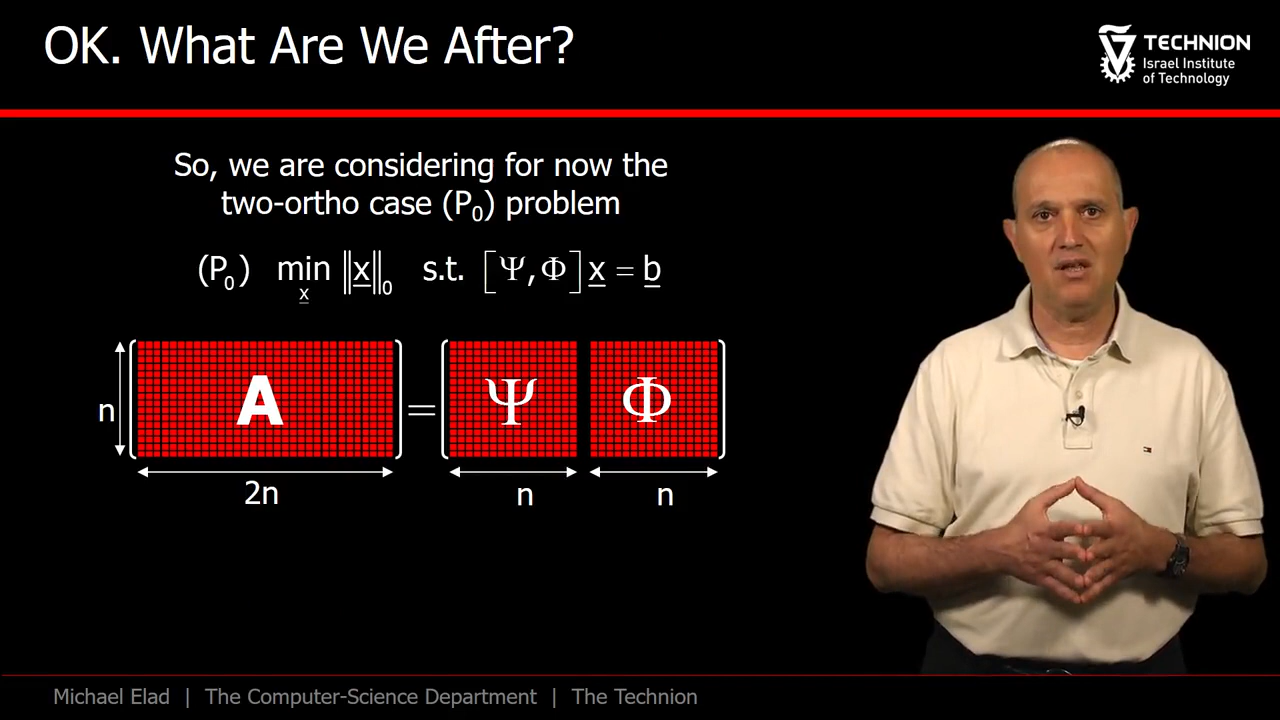 OK. What Are We After?
TECHNION
Israel Institute
of Technology
So, we are considering for now the
two-ortho case (P₀) problem
(P₀) min ‖x̲‖₀ s.t. [Ψ, Φ] x̲ = b̲
x̲
n A = Ψ Φ
2n n n
Michael Elad | The Computer-Science Department | The Technion